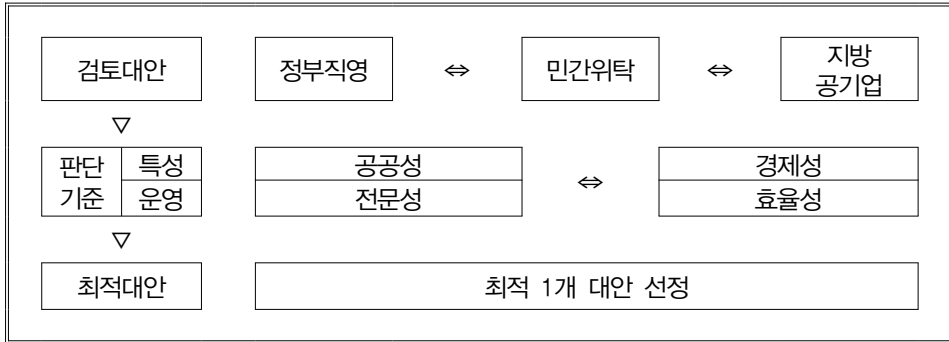 검토대안 정부직영 ⇔ 민간위탁 ⇔ 지방
공기업
▽
판단 특성 공공성 ⇔ 경제성
기준 운영 전문성 효율성
▽
최적대안 최적 1개 대안 선정